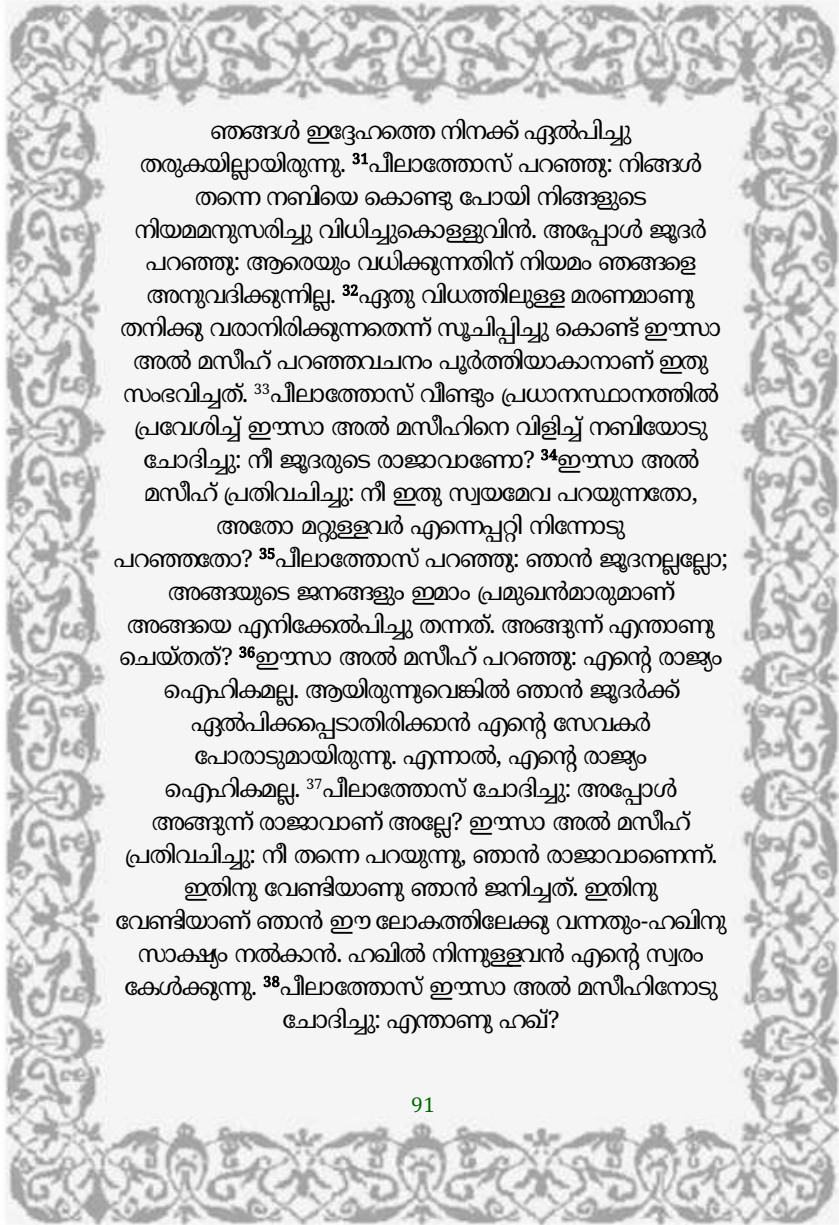 ഞങ്ങൾ ഇദ്ദേഹത്തെ നിനക്ക് ഏൽപിച്ചു
തരുകയില്ലായിരുന്നു. ³¹പീലാത്തോസ് പറഞ്ഞു: നിങ്ങൾ
തന്നെ നബിയെ കൊണ്ടു പോയി നിങ്ങളുടെ
നിയമമനുസരിച്ചു വിധിച്ചുകൊള്ളുവിൻ. അപ്പോൾ ജൂദർ
പറഞ്ഞു: ആരെയും വധിക്കുന്നതിന് നിയമം ഞങ്ങളെ
അനുവദിക്കുന്നില്ല. ³²ഏതു വിധത്തിലുള്ള മരണമാണു
തനിക്കു വരാനിരിക്കുന്നതെന്ന് സൂചിപ്പിച്ചു കൊണ്ട് ഈസാ
അൽ മസീഹ് പറഞ്ഞവചനം പൂർത്തിയാകാനാണ് ഇതു
സംഭവിച്ചത്. ³³പീലാത്തോസ് വീണ്ടും പ്രധാനസ്ഥാനത്തിൽ
പ്രവേശിച്ച് ഈസാ അൽ മസീഹിനെ വിളിച്ച് നബിയോടു
ചോദിച്ചു: നീ ജൂദരുടെ രാജാവാണോ? ³⁴ഈസാ അൽ
മസീഹ് പ്രതിവചിച്ചു: നീ ഇതു സ്വയമേവ പറയുന്നതോ,
അതോ മറ്റുള്ളവർ എന്നെപ്പറ്റി നിന്നോടു
പറഞ്ഞതോ? ³⁵പീലാത്തോസ് പറഞ്ഞു: ഞാൻ ജൂദനല്ലല്ലോ;
അങ്ങയുടെ ജനങ്ങളും ഇമാം പ്രമുഖൻമാരുമാണ്
അങ്ങയെ എനിക്കേൽപിച്ചു തന്നത്. അങ്ങുന്ന് എന്താണു
ചെയ്തത്? ³⁶ഈസാ അൽ മസീഹ് പറഞ്ഞു: എന്റെ രാജ്യം
ഐഹികമല്ല. ആയിരുന്നുവെങ്കിൽ ഞാൻ ജൂദർക്ക്
ഏൽപിക്കപ്പെടാതിരിക്കാൻ എന്റെ സേവകർ
പോരാടുമായിരുന്നു. എന്നാൽ, എന്റെ രാജ്യം
ഐഹികമല്ല. ³⁷പീലാത്തോസ് ചോദിച്ചു: അപ്പോൾ
അങ്ങുന്ന് രാജാവാണ് അല്ലേ? ഈസാ അൽ മസീഹ്
പ്രതിവചിച്ചു: നീ തന്നെ പറയുന്നു, ഞാൻ രാജാവാണെന്ന്.
ഇതിനു വേണ്ടിയാണു ഞാൻ ജനിച്ചത്. ഇതിനു
വേണ്ടിയാണ് ഞാൻ ഈ ലോകത്തിലേക്കു വന്നതും-ഹഖിനു
സാക്ഷ്യം നൽകാൻ. ഹഖിൽ നിന്നുള്ളവൻ എന്റെ സ്വരം
കേൾക്കുന്നു. ³⁸പീലാത്തോസ് ഈസാ അൽ മസീഹിനോടു
ചോദിച്ചു: എന്താണു ഹഖ്?
91